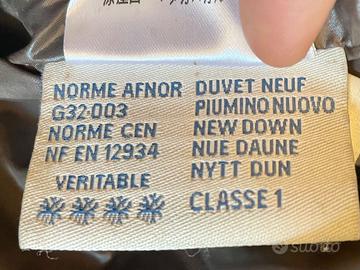 NORME AFNOR
G32-003
NORME CEN
NF EN 12934
VERITABLE
DUVET NEUF
PIUMINO NUOVO
NEW DOWN
NUE DAUNE
NYTT DUN
CLASSE 1
subito